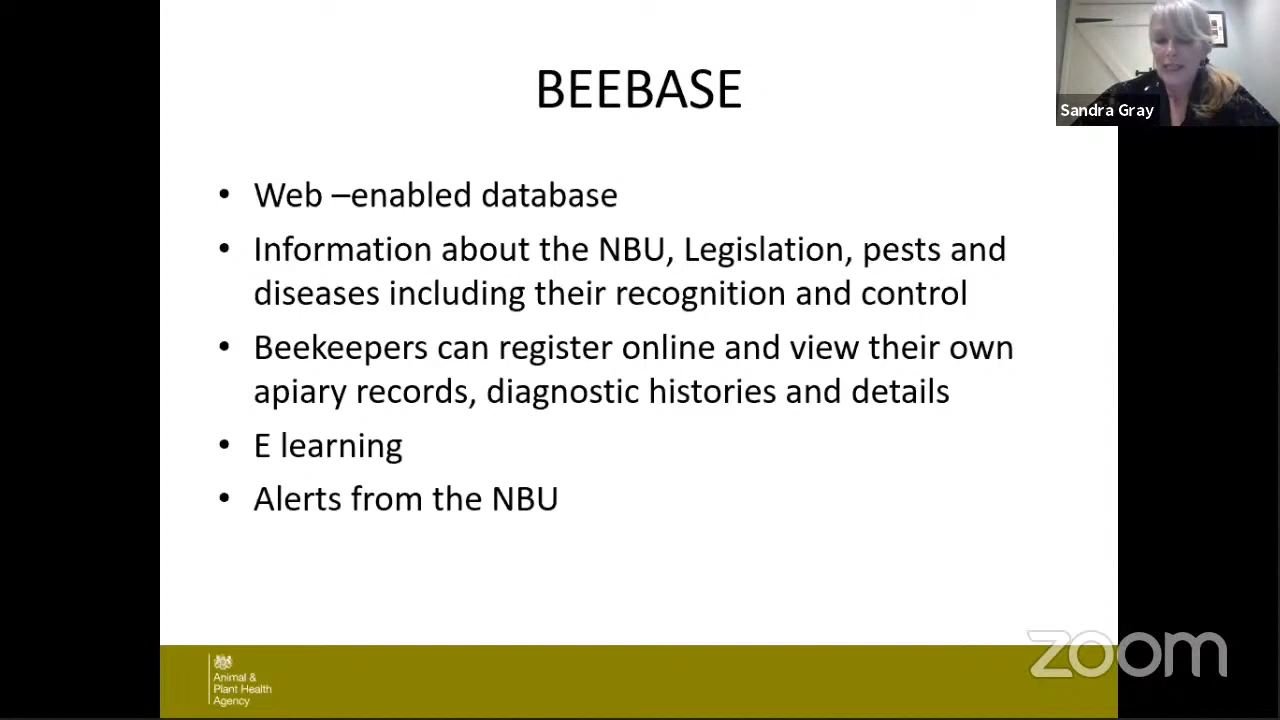 BEEBASE
Sandra Gray
• Web –enabled database
• Information about the NBU, Legislation, pests and
diseases including their recognition and control
• Beekeepers can register online and view their own
apiary records, diagnostic histories and details
• E learning
• Alerts from the NBU
zoom
Animal &
Plant Health
Agency